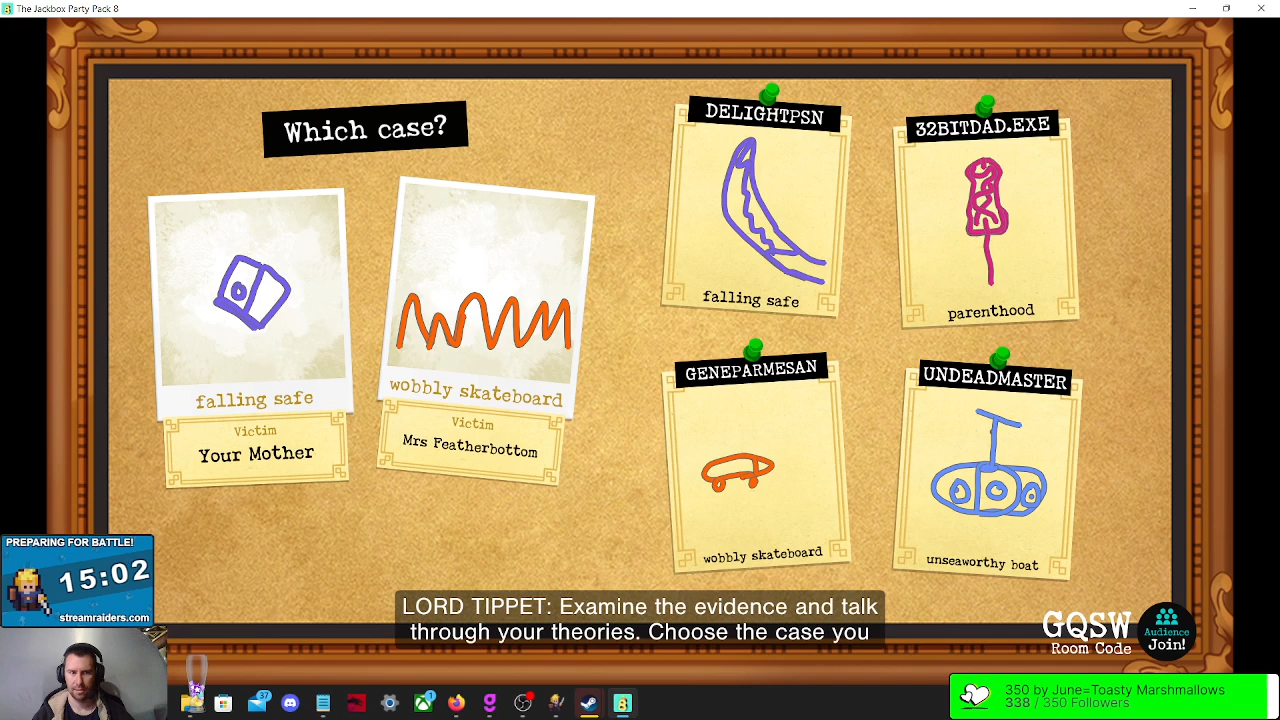 The Jackbox Party Pack 8
Which case?
falling safe
Victim
Your Mother
wobbly skateboard
Victim
Mrs Featherbottom
DELIGHTPSN
falling safe
32BITDAD.EXE
parenthood
GENEPARMESAN
wobbly skateboard
UNDEADMASTER
unseaworthy boat
LORD TIPPET: Examine the evidence and talk
through your theories. Choose the case you
GQSW
Room Code
Audience
Join!
PREPARING FOR BATTLE!
15:02
streamraiders.com
37
1
350 by June=Toasty Marshmallows
338 / 350 Followers